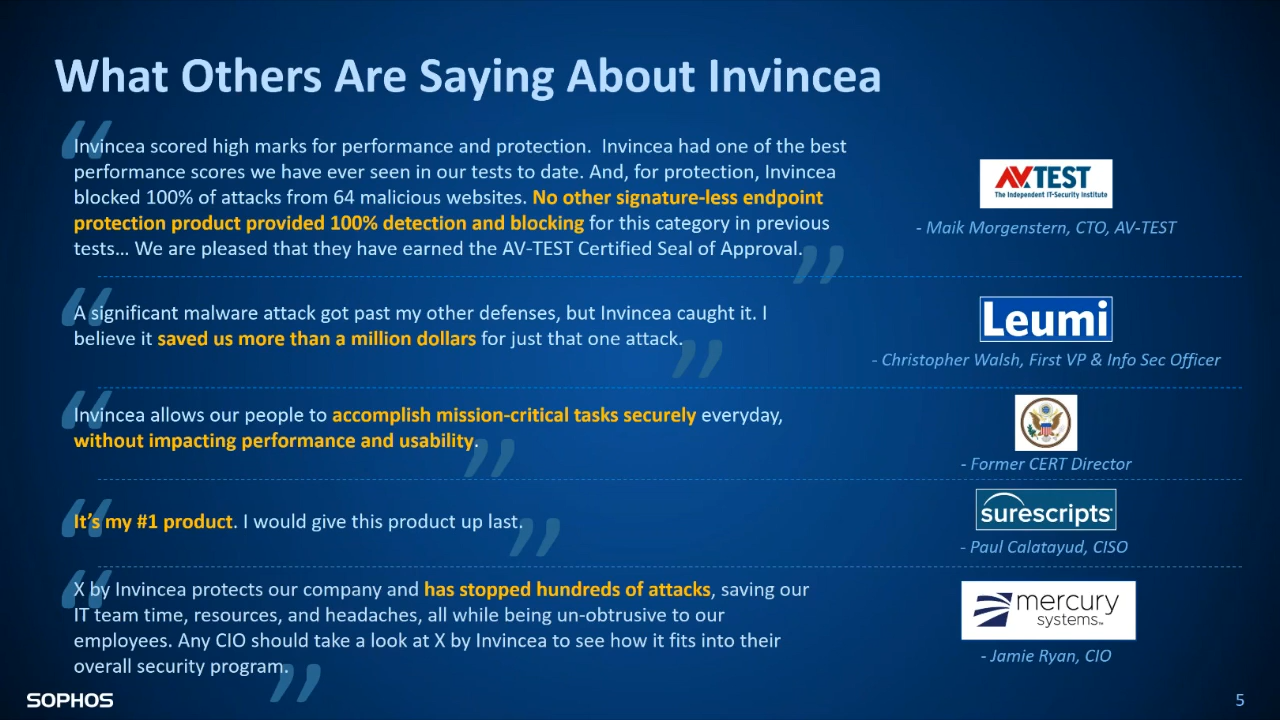 What Others Are Saying About Invincea
“
Invincea scored high marks for performance and protection.  Invincea had one of the best
performance scores we have ever seen in our tests to date. And, for protection, Invincea
blocked 100% of attacks from 64 malicious websites. No other signature-less endpoint
protection product provided 100% detection and blocking for this category in previous
tests... We are pleased that they have earned the AV-TEST Certified Seal of Approval.
”
AVTEST
The Independent IT-Security Institute
- Maik Morgenstern, CTO, AV-TEST
“
A significant malware attack got past my other defenses, but Invincea caught it. I
believe it saved us more than a million dollars for just that one attack.
”
Leumi
- Christopher Walsh, First VP & Info Sec Officer
“
Invincea allows our people to accomplish mission-critical tasks securely everyday,
without impacting performance and usability.
”
- Former CERT Director
“
It's my #1 product. I would give this product up last.
”
surescripts
- Paul Calatayud, CISO
“
X by Invincea protects our company and has stopped hundreds of attacks, saving our
IT team time, resources, and headaches, all while being un-obtrusive to our
employees. Any CIO should take a look at X by Invincea to see how it fits into their
overall security program.
”
mercury
systems™
- Jamie Ryan, CIO
SOPHOS
5